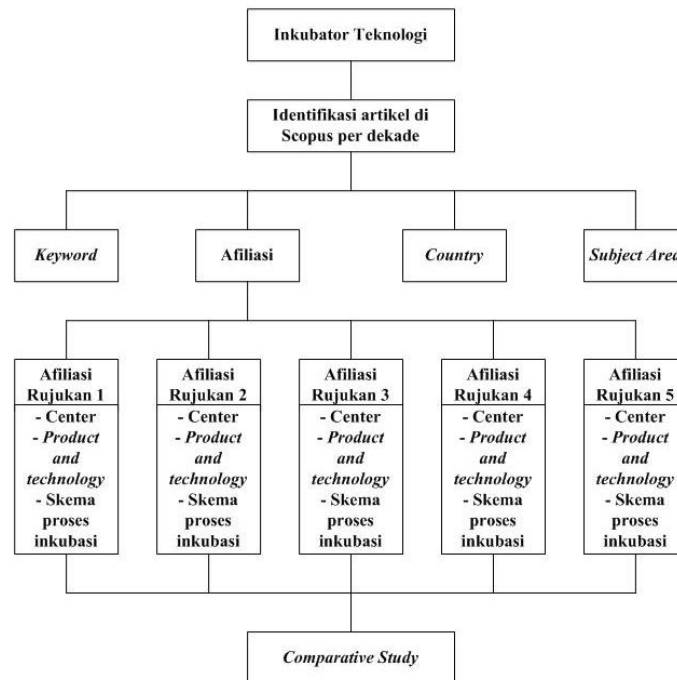 Inkubator Teknologi
Identifikasi artikel di
Scopus per dekade
Keyword
Afiliasi
Country
Subject Area
Afiliasi
Rujukan 1
- Center
- Product
and
technology
- Skema
proses
inkubasi
Afiliasi
Rujukan 2
- Center
- Product
and
technology
- Skema
proses
inkubasi
Afiliasi
Rujukan 3
- Center
- Product
and
technology
- Skema
proses
inkubasi
Afiliasi
Rujukan 4
- Center
- Product
and
technology
- Skema
proses
inkubasi
Afiliasi
Rujukan 5
- Center
- Product
and
technology
- Skema
proses
inkubasi
Comparative Study